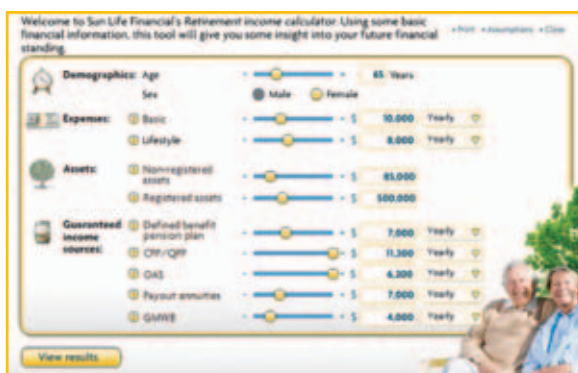 Welcome to Sun Life Financial's Retirement income calculator. Using some basic
financial information, this tool will give you some insight into your future financial
standing.
Print Assumptions Close
Demographics: Age - + 65 Years
Sex Male Female
Expenses: Basic - + $ 10,000 Yearly
Lifestyle - + $ 8,000 Yearly
Assets: Non-registered assets - + $ 85,000
Registered assets - + $ 500,000
Guaranteed income sources: Defined benefit pension plan - + $ 7,000 Yearly
CPP/QPP - + $ 11,300 Yearly
OAS - + $ 6,200 Yearly
Payout annuities - + $ 7,000 Yearly
GMWB - + $ 4,000 Yearly
View results